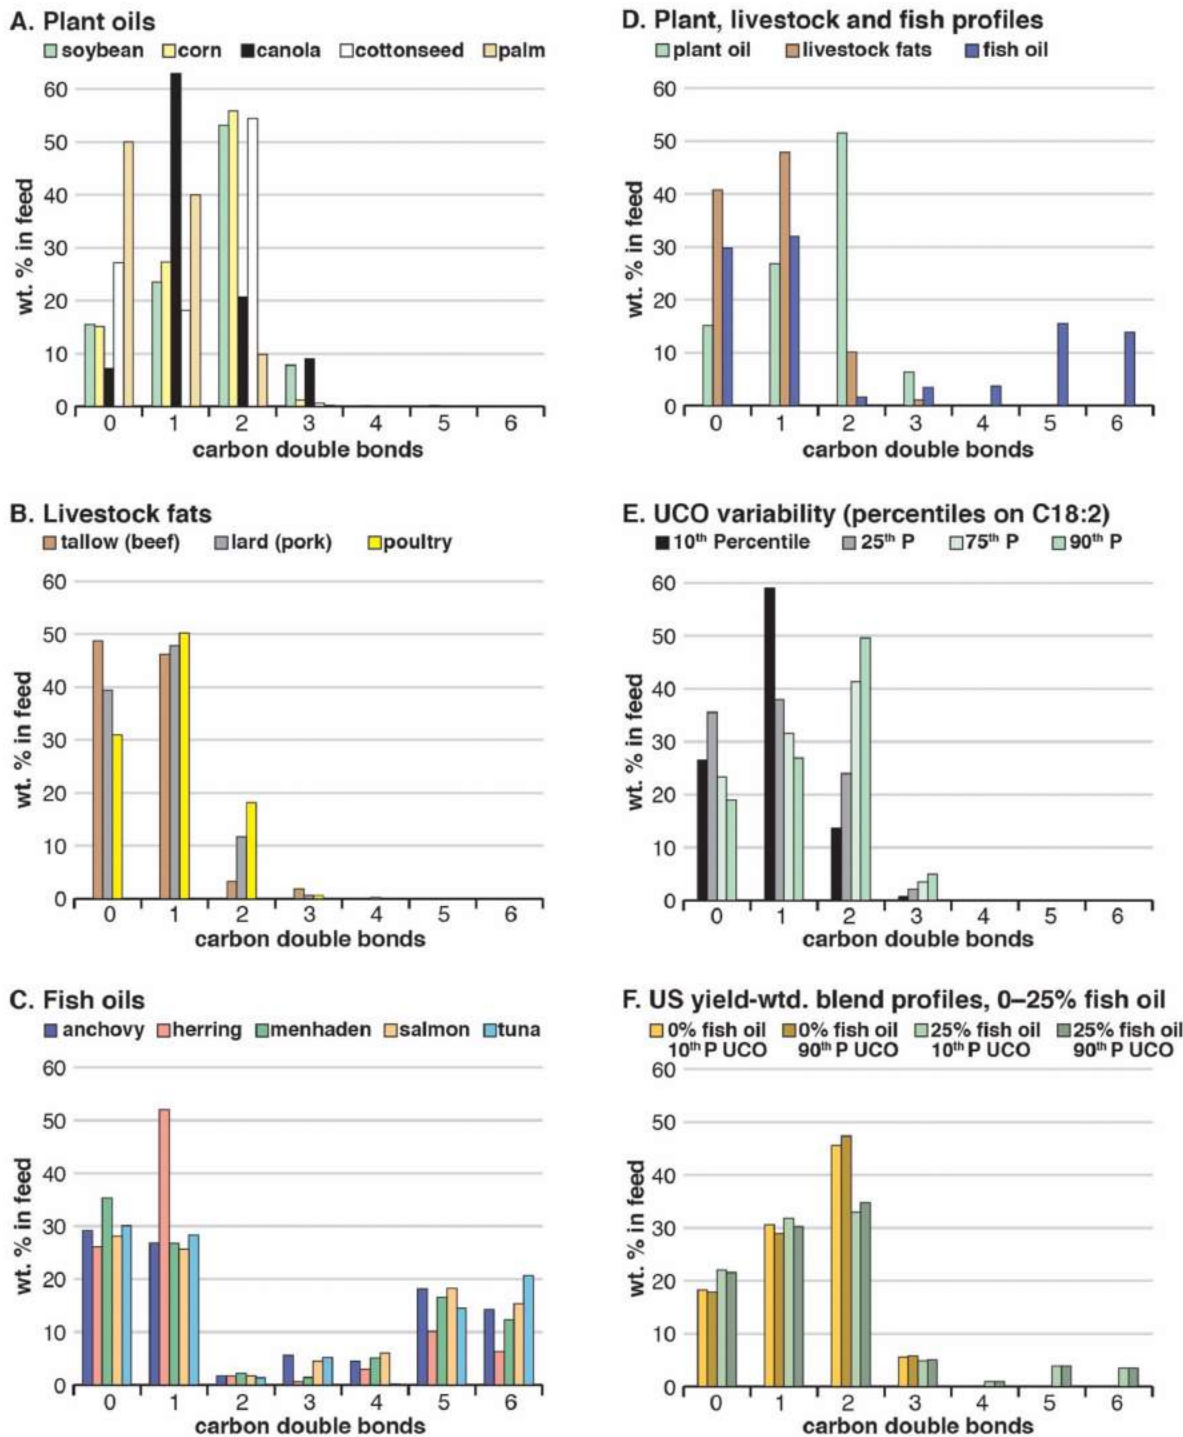 A. Plant oils
soybean corn canola cottonseed palm
60
50
40
30
20
10
0
wt. % in feed
0 1 2 3 4 5 6
carbon double bonds
B. Livestock fats
tallow (beef) lard (pork) poultry
60
50
40
30
20
10
0
wt. % in feed
0 1 2 3 4 5 6
carbon double bonds
C. Fish oils
anchovy herring menhaden salmon tuna
60
50
40
30
20
10
0
wt. % in feed
0 1 2 3 4 5 6
carbon double bonds
D. Plant, livestock and fish profiles
plant oil livestock fats fish oil
60
50
40
30
20
10
0
wt. % in feed
0 1 2 3 4 5 6
carbon double bonds
E. UCO variability (percentiles on C18:2)
10th Percentile 25th P 75th P 90th P
60
50
40
30
20
10
0
wt. % in feed
0 1 2 3 4 5 6
carbon double bonds
F. US yield-wtd. blend profiles, 0–25% fish oil
0% fish oil 0% fish oil 25% fish oil 25% fish oil
10th P UCO 90th P UCO 10th P UCO 90th P UCO
60
50
40
30
20
10
0
wt. % in feed
0 1 2 3 4 5 6
carbon double bonds